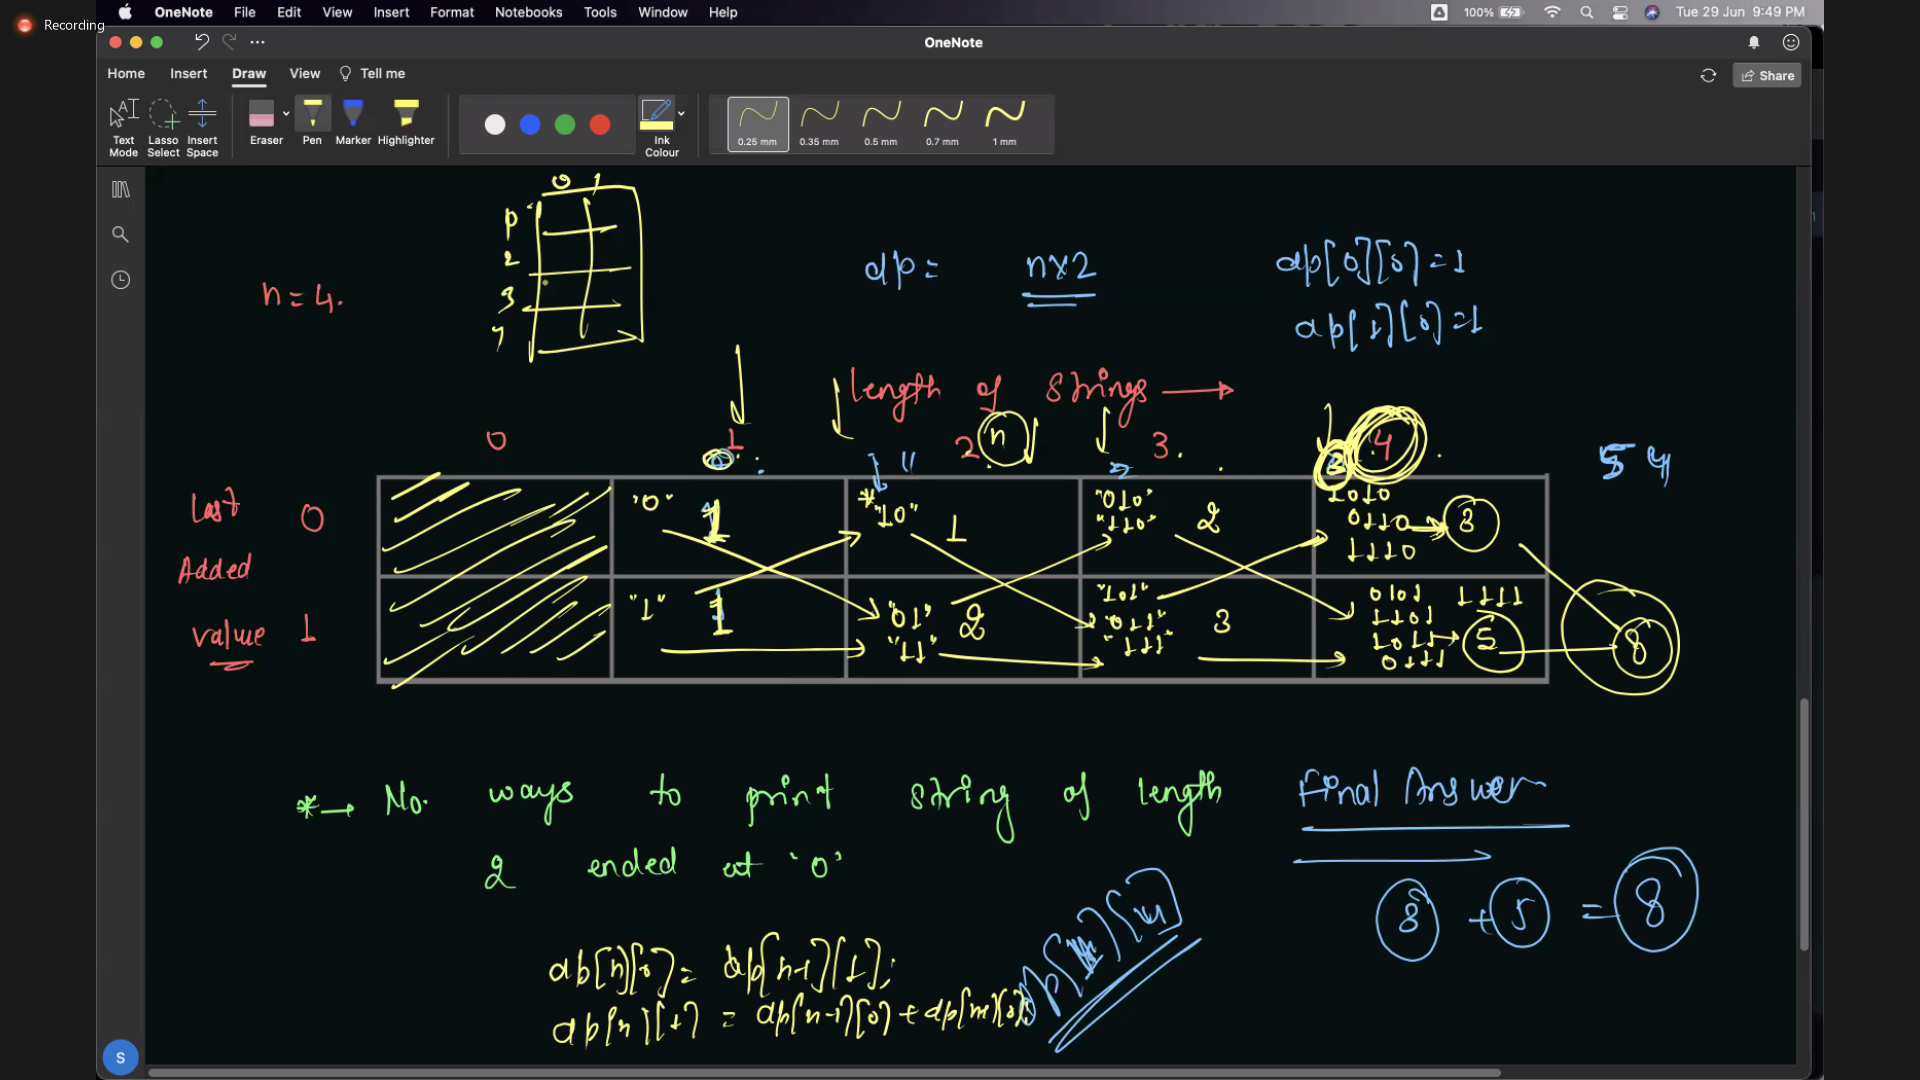 Recording
OneNote File Edit View Insert Format Notebooks Tools Window Help
100% Tue 29 Jun 9:49 PM
OneNote
Home Insert Draw View Tell me
Share
Text Mode
Lasso Select
Insert Space
Eraser
Pen
Marker
Highlighter
Ink Colour
0.25 mm
0.35 mm
0.5 mm
0.7 mm
1 mm
0 1
2
3
n = 4.
dp = n×2
dp[0][0] = 1
dp[1][0] = 1
length of strings →
0 1 2 n 3. 4
5 4
Last Added value
0
"0" 1
"10" 1
"010" "110" 2
1010
0110 → 3
1110
1
"1" 1
"01" "11" 2
"101" "011" "111" 3
0101 1111
1101
1011 → 5
0111
8
* → No. ways to print string of length
2 ended at '0'
Final Answer
+ 5 = 8
dp[n][0] = dp[n-1][1];
dp[n][1] = dp[n-1][0] +
S